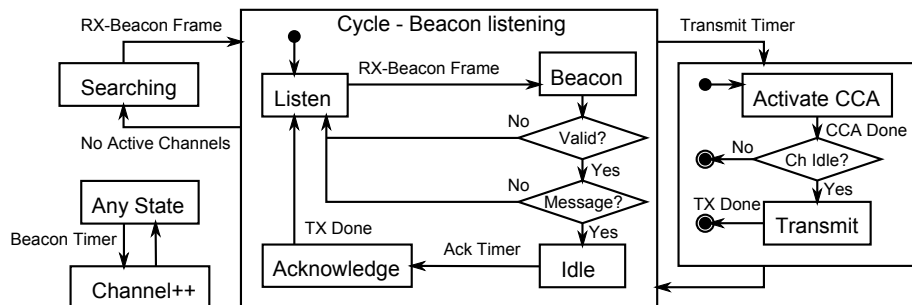 Cycle - Beacon listening
RX-Beacon Frame
Transmit Timer
Searching
RX-Beacon Frame
Beacon
Listen
Activate CCA
No
Valid?
CCA Done
No Active Channels
No
Ch Idle?
Yes
No
Message?
Yes
Any State
TX Done
Transmit
TX Done
Yes
Beacon Timer
Ack Timer
Acknowledge
Idle
Channel++